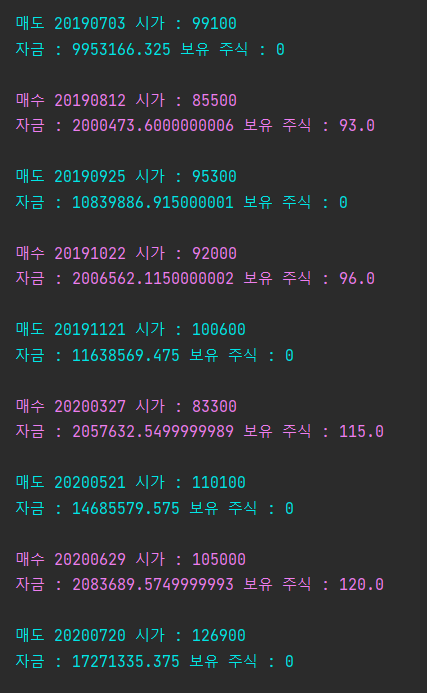 매도 20190703 시가 : 99100
자금 : 9953166.325 보유 주식 : 0
매수 20190812 시가 : 85500
자금 : 2000473.6000000006 보유 주식 : 93.0
매도 20190925 시가 : 95300
자금 : 10839886.915000001 보유 주식 : 0
매수 20191022 시가 : 92000
자금 : 2006562.1150000002 보유 주식 : 96.0
매도 20191121 시가 : 100600
자금 : 11638569.475 보유 주식 : 0
매수 20200327 시가 : 83300
자금 : 2057632.5499999989 보유 주식 : 115.0
매도 20200521 시가 : 110100
자금 : 14685579.575 보유 주식 : 0
매수 20200629 시가 : 105000
자금 : 2083689.5749999993 보유 주식 : 120.0
매도 20200720 시가 : 126900
자금 : 17271335.375 보유 주식 : 0